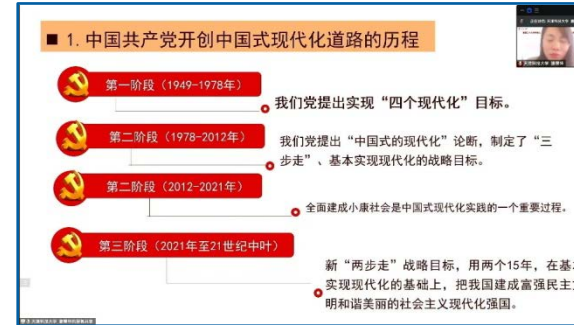 ■ 1. 中国共产党开创中国式现代化道路的历程
第一阶段（1949-1978年）
我们党提出实现“四个现代化”目标。
第二阶段（1978-2012年）
我们党提出“中国式的现代化”论断，制定了“三
步走”、基本实现现代化的战略目标。
第二阶段（2012-2021年）
全面建成小康社会是中国式现代化实践的一个重要过程。
第三阶段（2021年至21世纪中叶）
新“两步走”战略目标，用两个15年，在基
实现现代化的基础上，把我国建成富强民主
明和谐美丽的社会主义现代化强国。